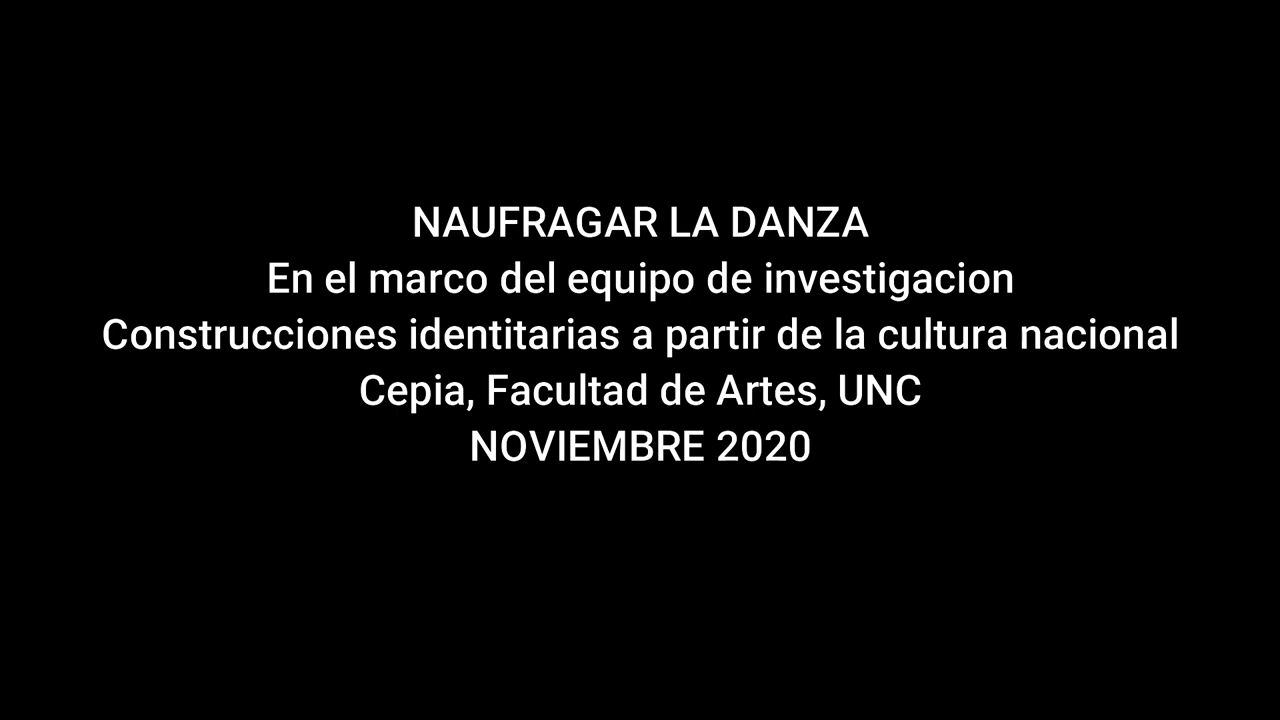 NAUFRAGAR LA DANZA
En el marco del equipo de investigacion
Construcciones identitarias a partir de la cultura nacional
Cepia, Facultad de Artes, UNC
NOVIEMBRE 2020